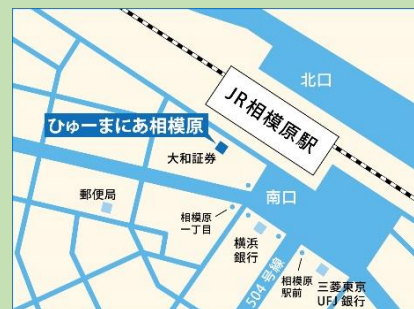 北口
JR相模原駅
ひゅーまにあ相模原
大和証券
南口
郵便局
相模原
一丁目
横浜
銀行
504号線
相模原
駅前
三菱東京
UFJ銀行